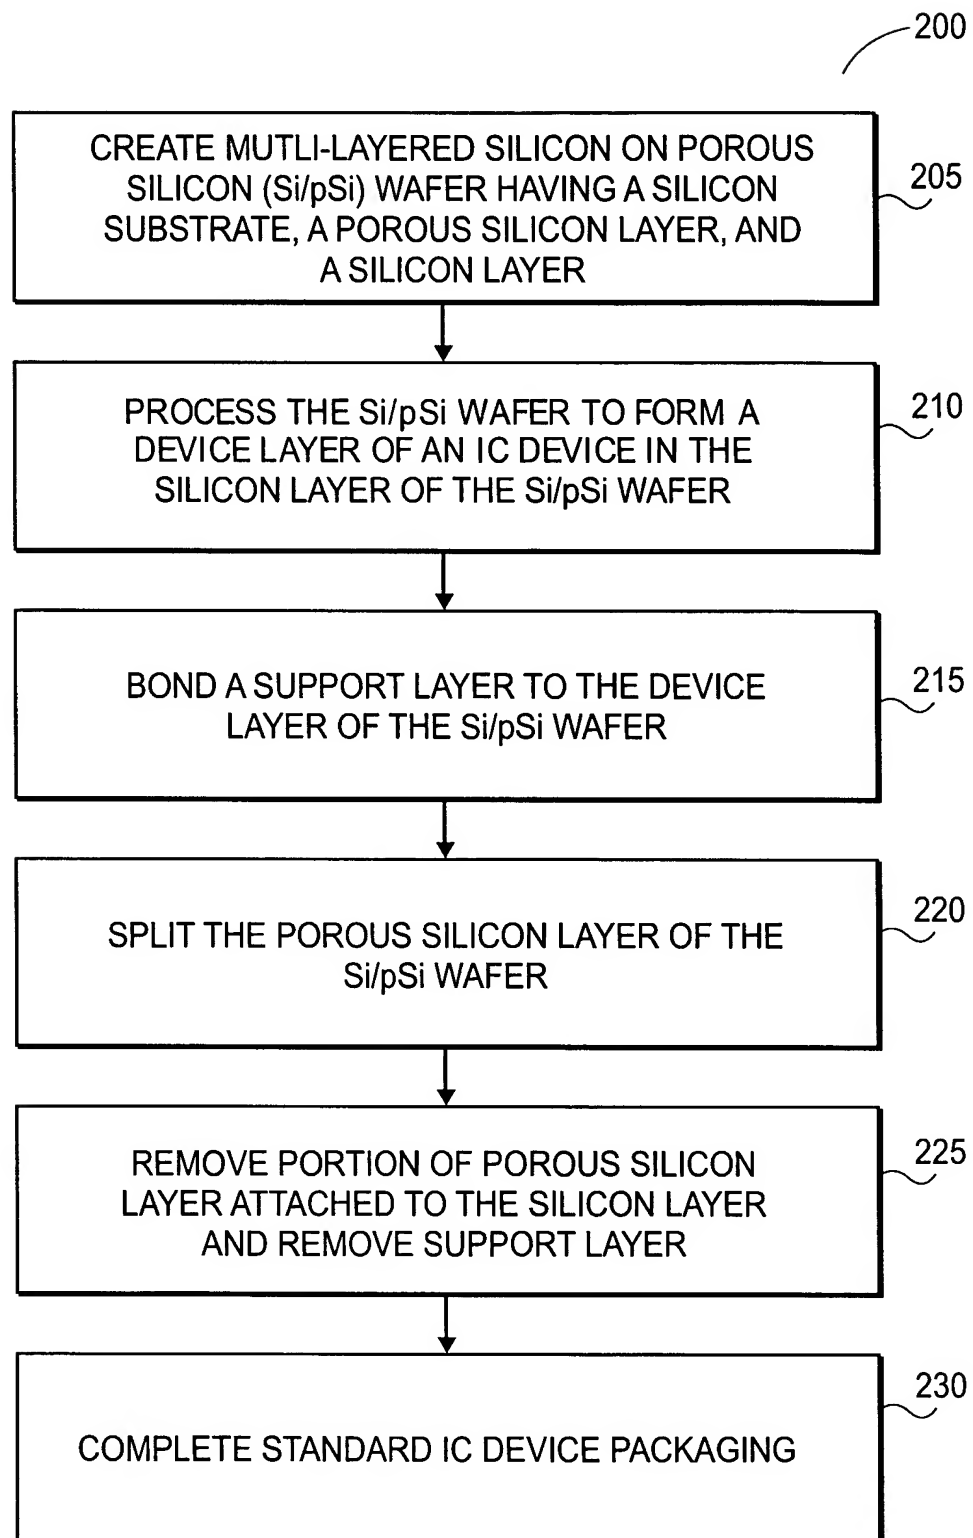 200
CREATE MUTLI-LAYERED SILICON ON POROUS
SILICON (Si/pSi) WAFER HAVING A SILICON
SUBSTRATE, A POROUS SILICON LAYER, AND
A SILICON LAYER
205
PROCESS THE Si/pSi WAFER TO FORM A
DEVICE LAYER OF AN IC DEVICE IN THE
SILICON LAYER OF THE Si/pSi WAFER
210
BOND A SUPPORT LAYER TO THE DEVICE
LAYER OF THE Si/pSi WAFER
215
SPLIT THE POROUS SILICON LAYER OF THE
Si/pSi WAFER
220
REMOVE PORTION OF POROUS SILICON
LAYER ATTACHED TO THE SILICON LAYER
AND REMOVE SUPPORT LAYER
225
COMPLETE STANDARD IC DEVICE PACKAGING
230